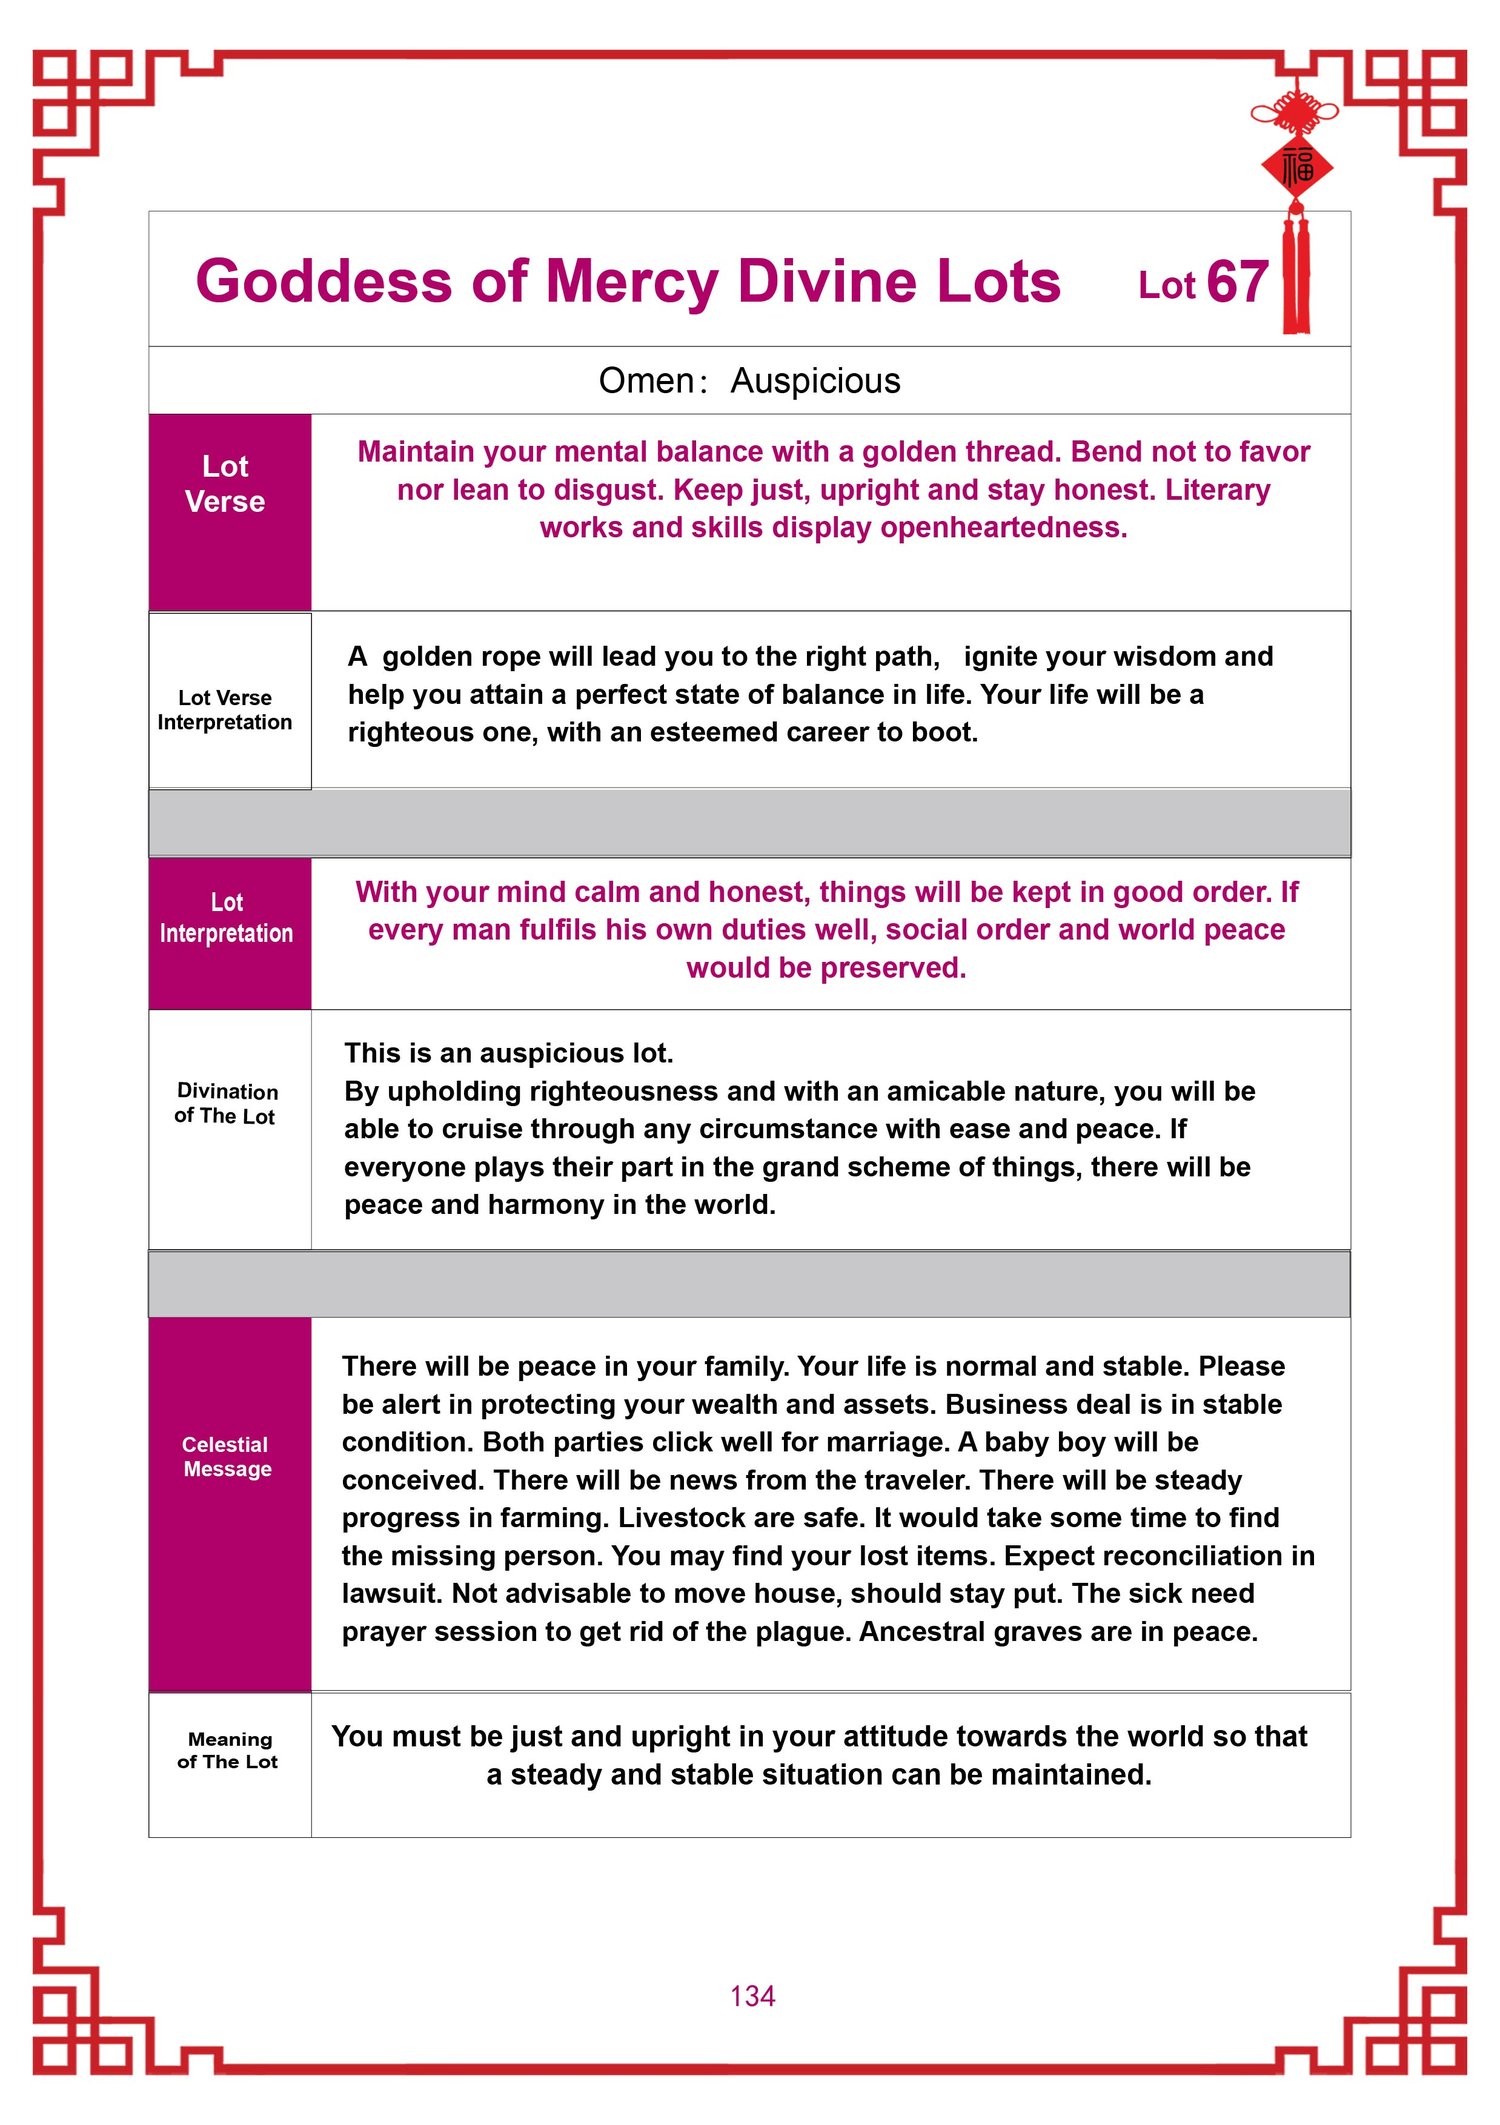 福
Goddess of Mercy Divine Lots Lot 67
Omen： Auspicious
Lot
Verse
Maintain your mental balance with a golden thread. Bend not to favor
nor lean to disgust. Keep just, upright and stay honest. Literary
works and skills display openheartedness.
Lot Verse
Interpretation
A golden rope will lead you to the right path, ignite your wisdom and
help you attain a perfect state of balance in life. Your life will be a
righteous one, with an esteemed career to boot.
Lot
Interpretation
With your mind calm and honest, things will be kept in good order. If
every man fulfils his own duties well, social order and world peace
would be preserved.
Divination
of The Lot
This is an auspicious lot.
By upholding righteousness and with an amicable nature, you will be
able to cruise through any circumstance with ease and peace. If
everyone plays their part in the grand scheme of things, there will be
peace and harmony in the world.
Celestial
Message
There will be peace in your family. Your life is normal and stable. Please
be alert in protecting your wealth and assets. Business deal is in stable
condition. Both parties click well for marriage. A baby boy will be
conceived. There will be news from the traveler. There will be steady
progress in farming. Livestock are safe. It would take some time to find
the missing person. You may find your lost items. Expect reconciliation in
lawsuit. Not advisable to move house, should stay put. The sick need
prayer session to get rid of the plague. Ancestral graves are in peace.
Meaning
of The Lot
You must be just and upright in your attitude towards the world so that
a steady and stable situation can be maintained.
134